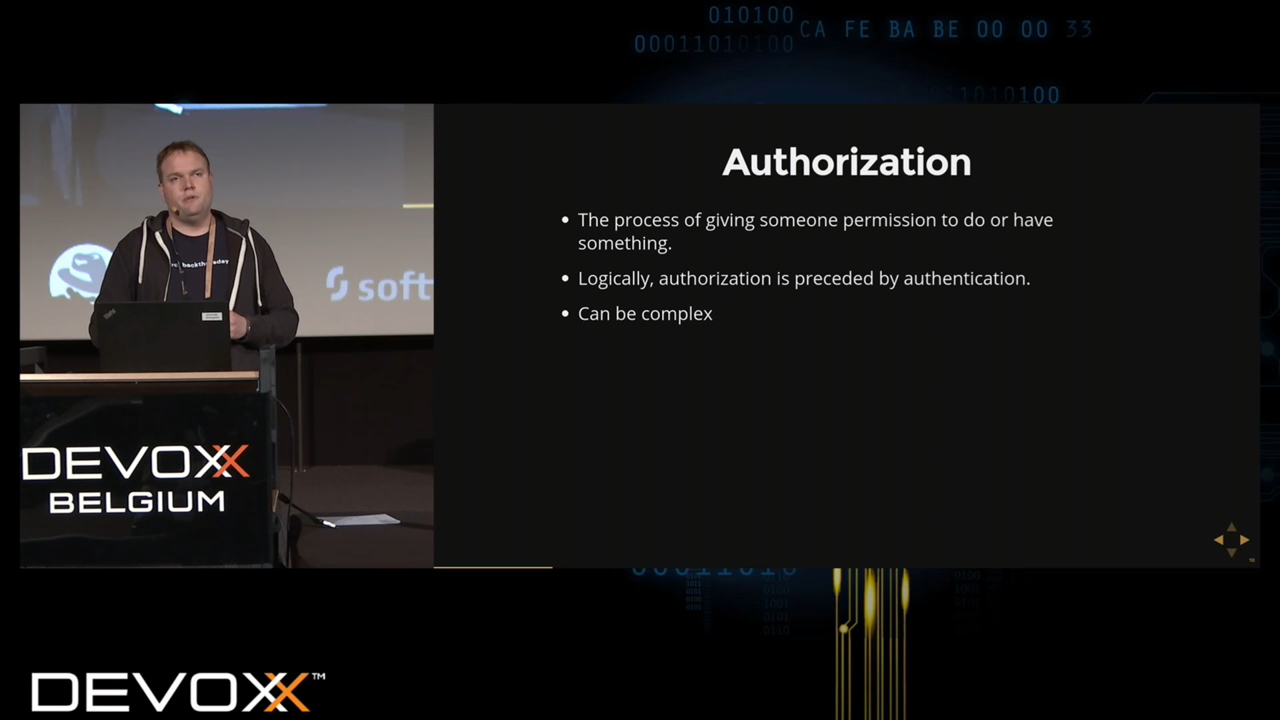 010100
00011010100
CA FE BA BE 00 00 33
1010100
Authorization
• The process of giving someone permission to do or have
something.
• Logically, authorization is preceded by authentication.
• Can be complex
soft
DEVOXX
BELGIUM
00011010
DEVOXX™